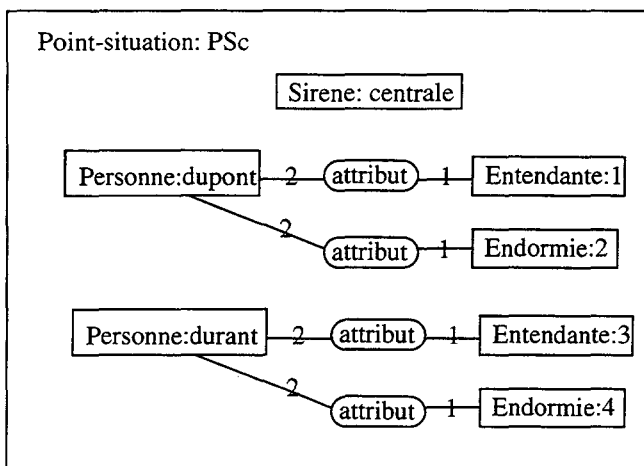 Point-situation: PSc
Sirene: centrale
Personne:dupont 2 attribut 1 Entendante:1
2 attribut 1 Endormie:2
Personne:durant 2 attribut 1 Entendante:3
2 attribut 1 Endormie:4